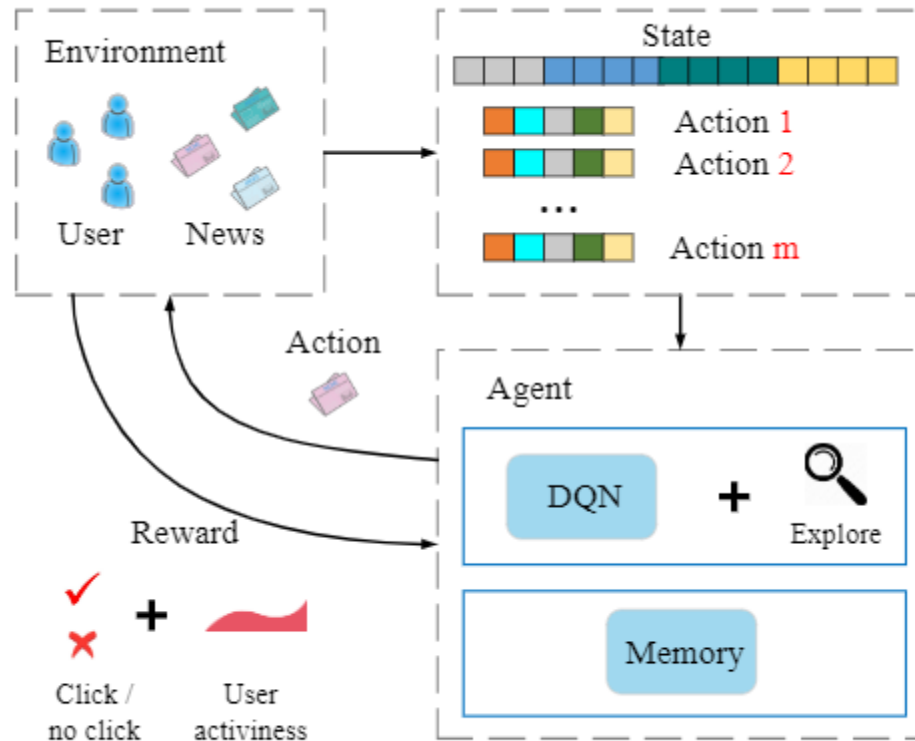 Environment
User
News
State
Action 1
Action 2
...
Action m
Action
Agent
DQN
+
Explore
Memory
Reward
+
Click /
no click
User
activiness